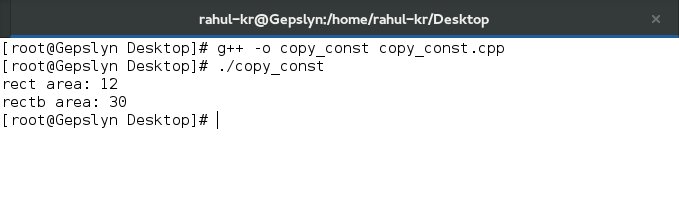 rahul-kr@Gepslyn:/home/rahul-kr/Desktop
[root@Gepslyn Desktop]# g++ -o copy_const copy_const.cpp
[root@Gepslyn Desktop]# ./copy_const
rect area: 12
rectb area: 30
[root@Gepslyn Desktop]#